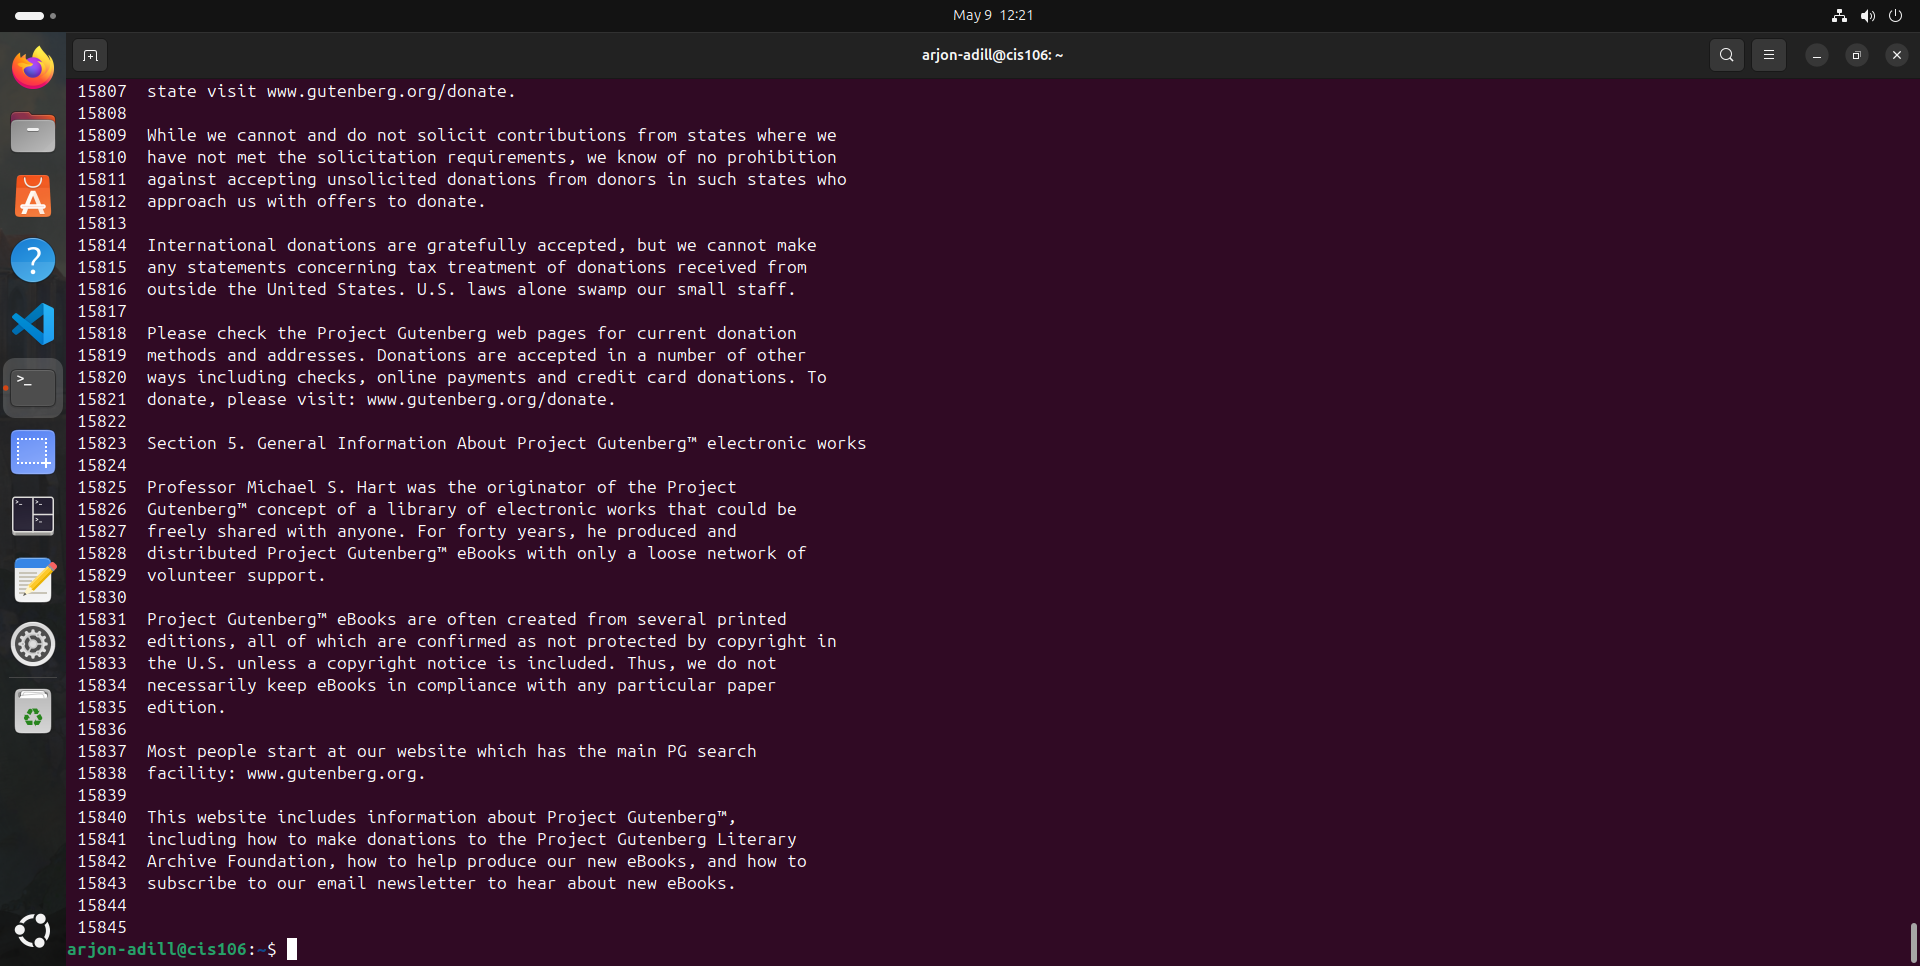 May 9 12:21
arjon-adill@cis106: ~
15807 state visit www.gutenberg.org/donate.
15808
15809 While we cannot and do not solicit contributions from states where we
15810 have not met the solicitation requirements, we know of no prohibition
15811 against accepting unsolicited donations from donors in such states who
15812 approach us with offers to donate.
15813
15814 International donations are gratefully accepted, but we cannot make
15815 any statements concerning tax treatment of donations received from
15816 outside the United States. U.S. laws alone swamp our small staff.
15817
15818 Please check the Project Gutenberg web pages for current donation
15819 methods and addresses. Donations are accepted in a number of other
15820 ways including checks, online payments and credit card donations. To
15821 donate, please visit: www.gutenberg.org/donate.
15822
15823 Section 5. General Information About Project Gutenberg™ electronic works
15824
15825 Professor Michael S. Hart was the originator of the Project
15826 Gutenberg™ concept of a library of electronic works that could be
15827 freely shared with anyone. For forty years, he produced and
15828 distributed Project Gutenberg™ eBooks with only a loose network of
15829 volunteer support.
15830
15831 Project Gutenberg™ eBooks are often created from several printed
15832 editions, all of which are confirmed as not protected by copyright in
15833 the U.S. unless a copyright notice is included. Thus, we do not
15834 necessarily keep eBooks in compliance with any particular paper
15835 edition.
15836
15837 Most people start at our website which has the main PG search
15838 facility: www.gutenberg.org.
15839
15840 This website includes information about Project Gutenberg™,
15841 including how to make donations to the Project Gutenberg Literary
15842 Archive Foundation, how to help produce our new eBooks, and how to
15843 subscribe to our email newsletter to hear about new eBooks.
15844
15845
arjon-adill@cis106:~$